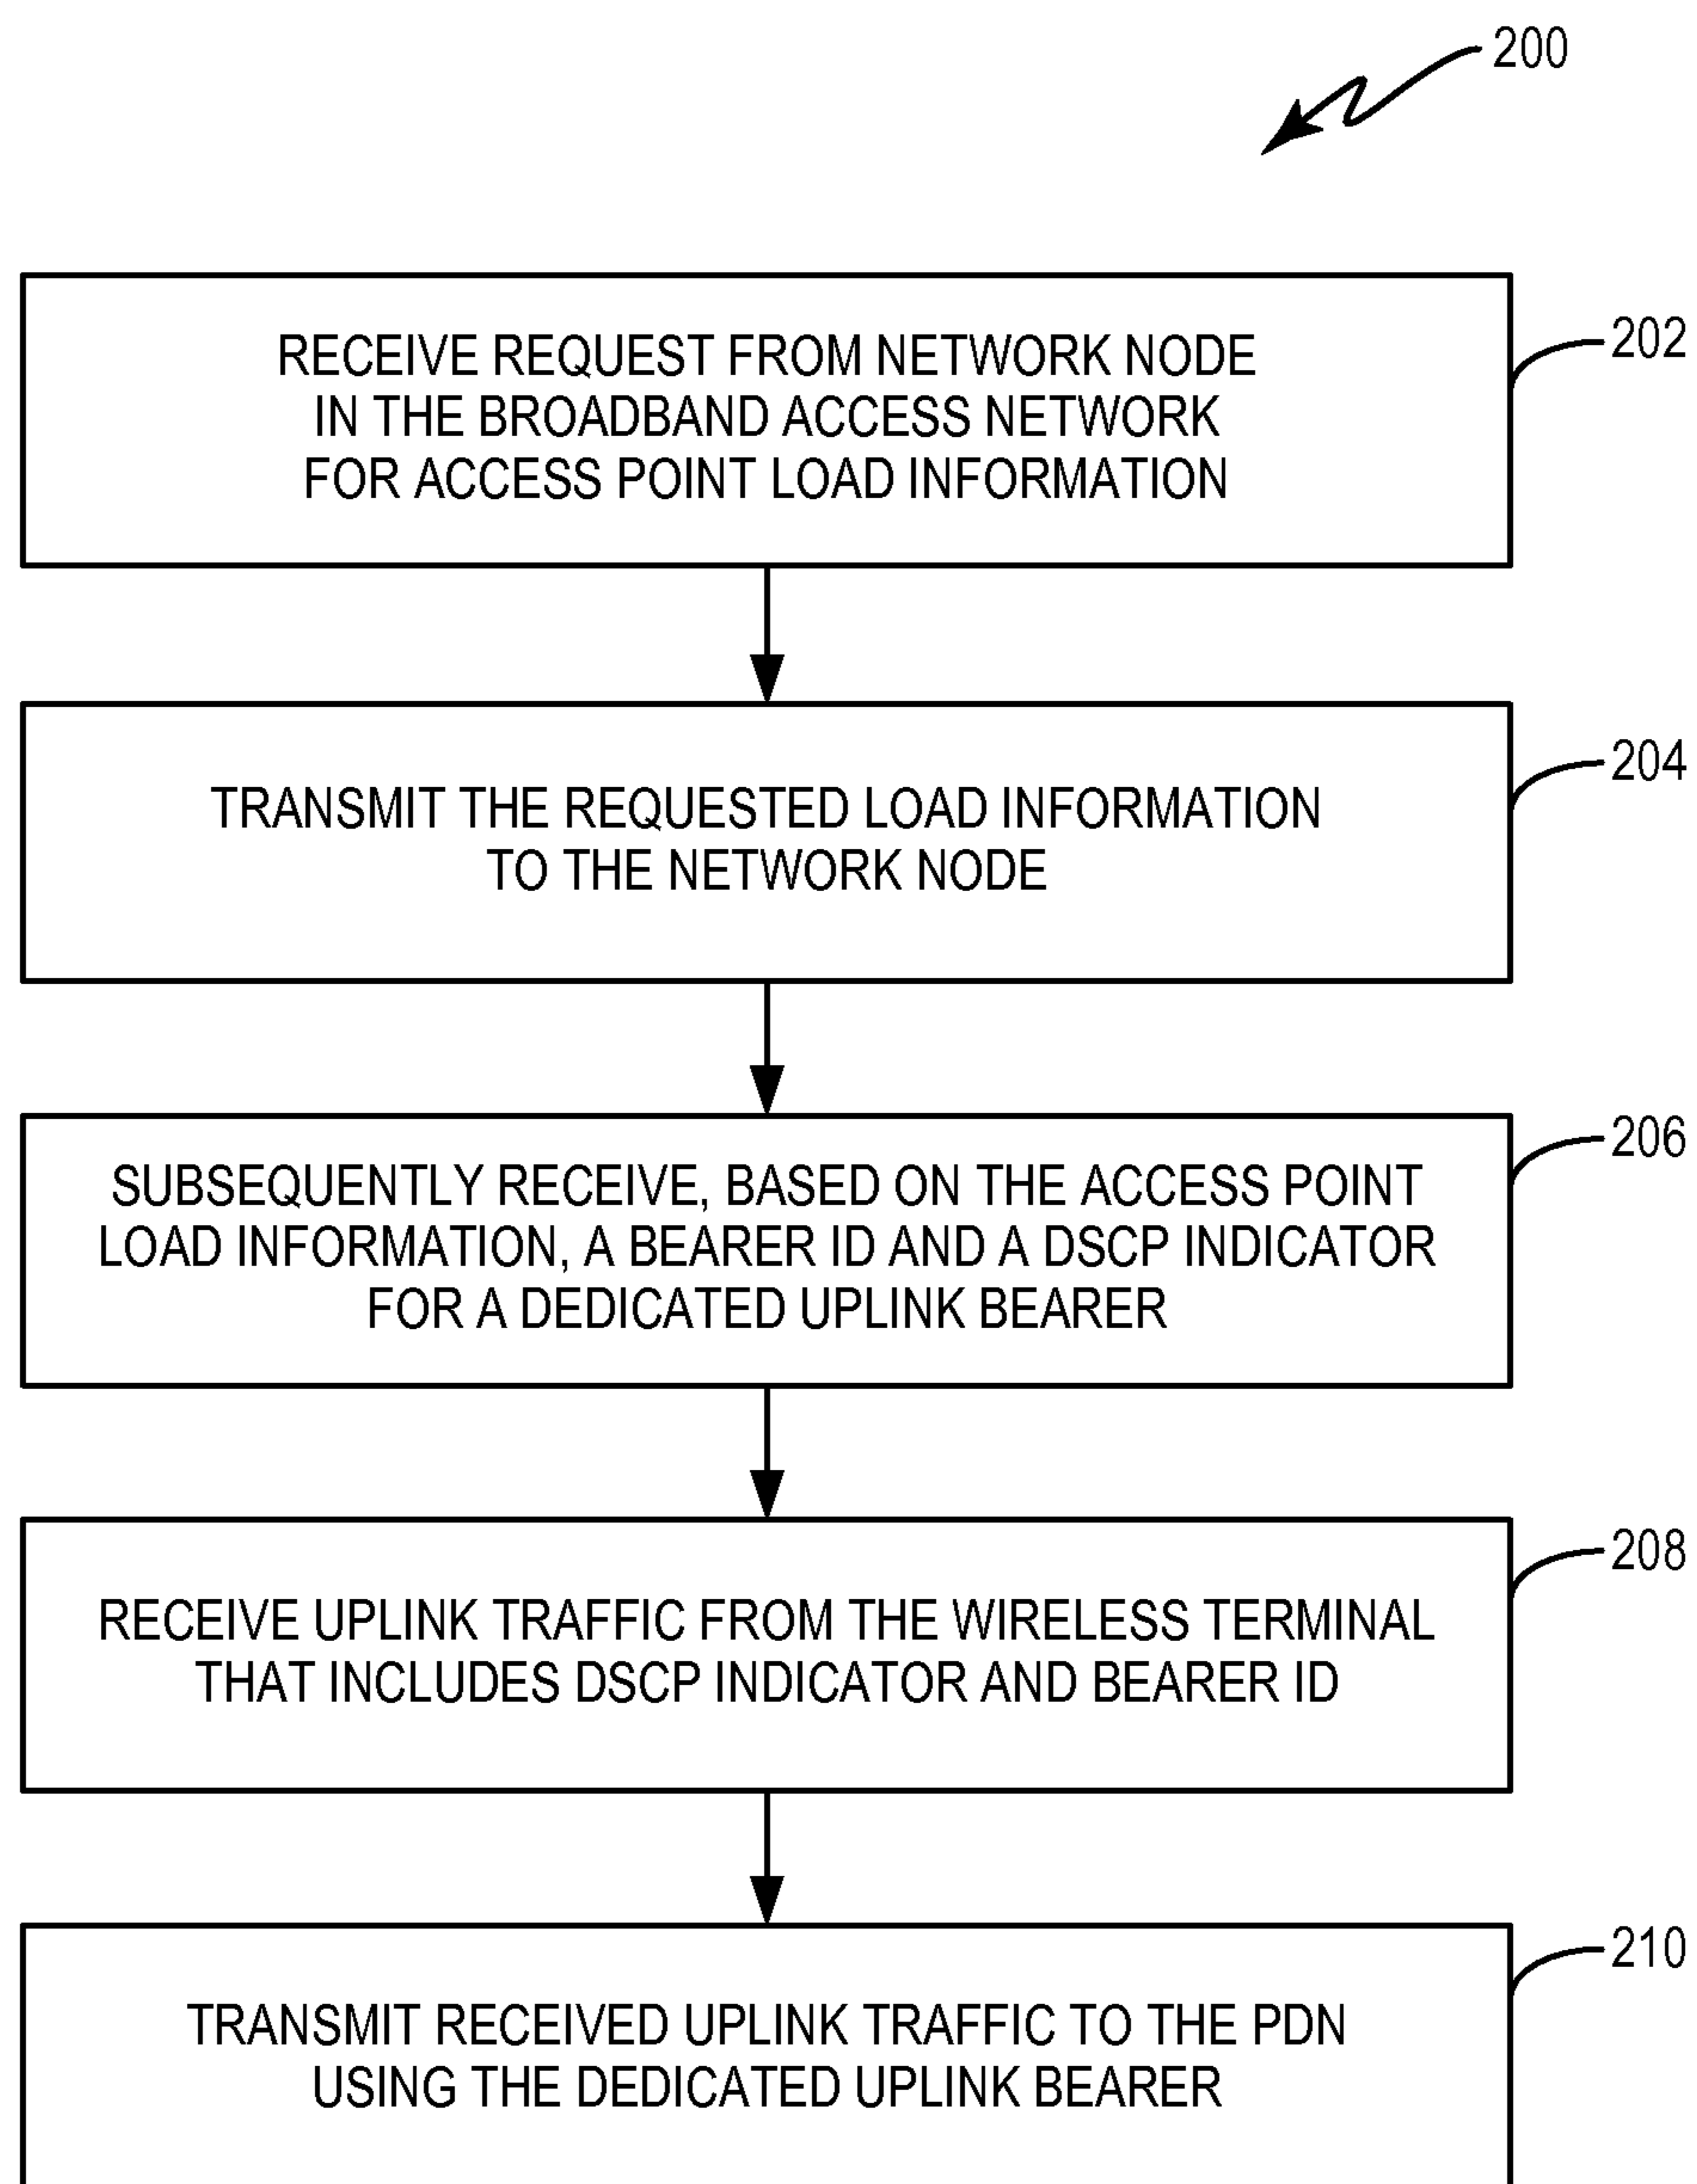 200
RECEIVE REQUEST FROM NETWORK NODE
IN THE BROADBAND ACCESS NETWORK
FOR ACCESS POINT LOAD INFORMATION
202
TRANSMIT THE REQUESTED LOAD INFORMATION
TO THE NETWORK NODE
204
SUBSEQUENTLY RECEIVE, BASED ON THE ACCESS POINT
LOAD INFORMATION, A BEARER ID AND A DSCP INDICATOR
FOR A DEDICATED UPLINK BEARER
206
RECEIVE UPLINK TRAFFIC FROM THE WIRELESS TERMINAL
THAT INCLUDES DSCP INDICATOR AND BEARER ID
208
TRANSMIT RECEIVED UPLINK TRAFFIC TO THE PDN
USING THE DEDICATED UPLINK BEARER
210